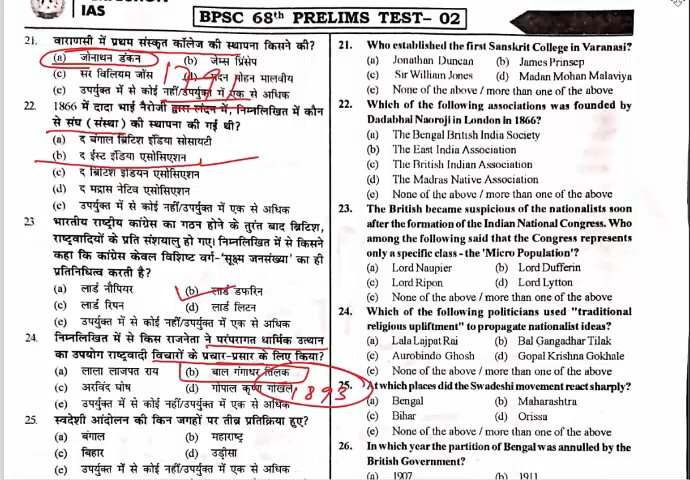 IAS
BPSC 68th PRELIMS TEST- 02
21. वाराणसी में प्रथम संस्कृत कॉलेज की स्थापना किसने की?
(a) जोनाथन डंकन (b) जेम्स प्रिंसेप
(c) सर विलियम जोंस (d) मदन मोहन मालवीय
1791
(e) उपर्युक्त में से कोई नहीं/उपर्युक्त में एक से अधिक
22. 1866 में दादा भाई नैरोजी द्वारा लंदन में, निम्नलिखित में कौन
से संघ (संस्था) की स्थापना की गई थी?
(a) द बंगाल ब्रिटिश इंडिया सोसायटी
(b) द ईस्ट इंडिया एसोसिएशन
(c) द ब्रिटिश इंडियन एसोसिएशन
(d) द मद्रास नेटिव एसोसिएशन
(e) उपर्युक्त में से कोई नहीं/उपर्युक्त में एक से अधिक
23 भारतीय राष्ट्रीय कांग्रेस का गठन होने के तुरंत बाद ब्रिटिश,
राष्ट्रवादियों के प्रति संशयालु हो गए। निम्नलिखित में से किसने
कहा कि कांग्रेस केवल विशिष्ट वर्ग-'सूक्ष्म जनसंख्या' का ही
प्रतिनिधित्व करती है?
(a) लार्ड नौपियर (b) लार्ड डफरिन
(c) लार्ड रिपन (d) लार्ड लिटन
(e) उपर्युक्त में से कोई नहीं/उपर्युक्त में एक से अधिक
24. निम्नलिखित में से किस राजनेता ने परंपरागत धार्मिक उत्थान
का उपयोग राष्ट्रवादी विचारों के प्रचार-प्रसार के लिए किया?
(a) लाला लाजपत राय (b) बाल गंगाधर तिलक
(c) अरविंद घोष (d) गोपाल कृष्ण गोखले
1893
(e) उपर्युक्त में से कोई नहीं/उपर्युक्त में एक से अधिक
25. स्वदेशी आंदोलन की किन जगहों पर तीव्र प्रतिक्रिया हुए?
(a) बंगाल (b) महाराष्ट्र
(c) बिहार (d) उड़ीसा
(e) उपर्युक्त में से कोई नहीं/उपर्युक्त में एक से अधिक
21. Who established the first Sanskrit College in Varanasi?
(a) Jonathan Duncan (b) James Prinsep
(c) Sir William Jones (d) Madan Mohan Malaviya
(e) None of the above / more than one of the above
22. Which of the following associations was founded by
Dadabhai Naoroji in London in 1866?
(a) The Bengal British India Society
(b) The East India Association
(c) The British Indian Association
(d) The Madras Native Association
(e) None of the above / more than one of the above
23. The British became suspicious of the nationalists soon
after the formation of the Indian National Congress. Who
among the following said that the Congress represents
only a specific class - the 'Micro Population'?
(a) Lord Naupier (b) Lord Dufferin
(c) Lord Ripon (d) Lord Lytton
(e) None of the above / more than one of the above
24. Which of the following politicians used "traditional
religious upliftment" to propagate nationalist ideas?
(a) Lala Lajpat Rai (b) Bal Gangadhar Tilak
(c) Aurobindo Ghosh (d) Gopal Krishna Gokhale
(e) None of the above / more than one of the above
25. At which places did the Swadeshi movement react sharply?
(a) Bengal (b) Maharashtra
(c) Bihar (d) Orissa
(e) None of the above / more than one of the above
26. In which year the partition of Bengal was annulled by the
British Government?
(a) 1907 (b) 1911